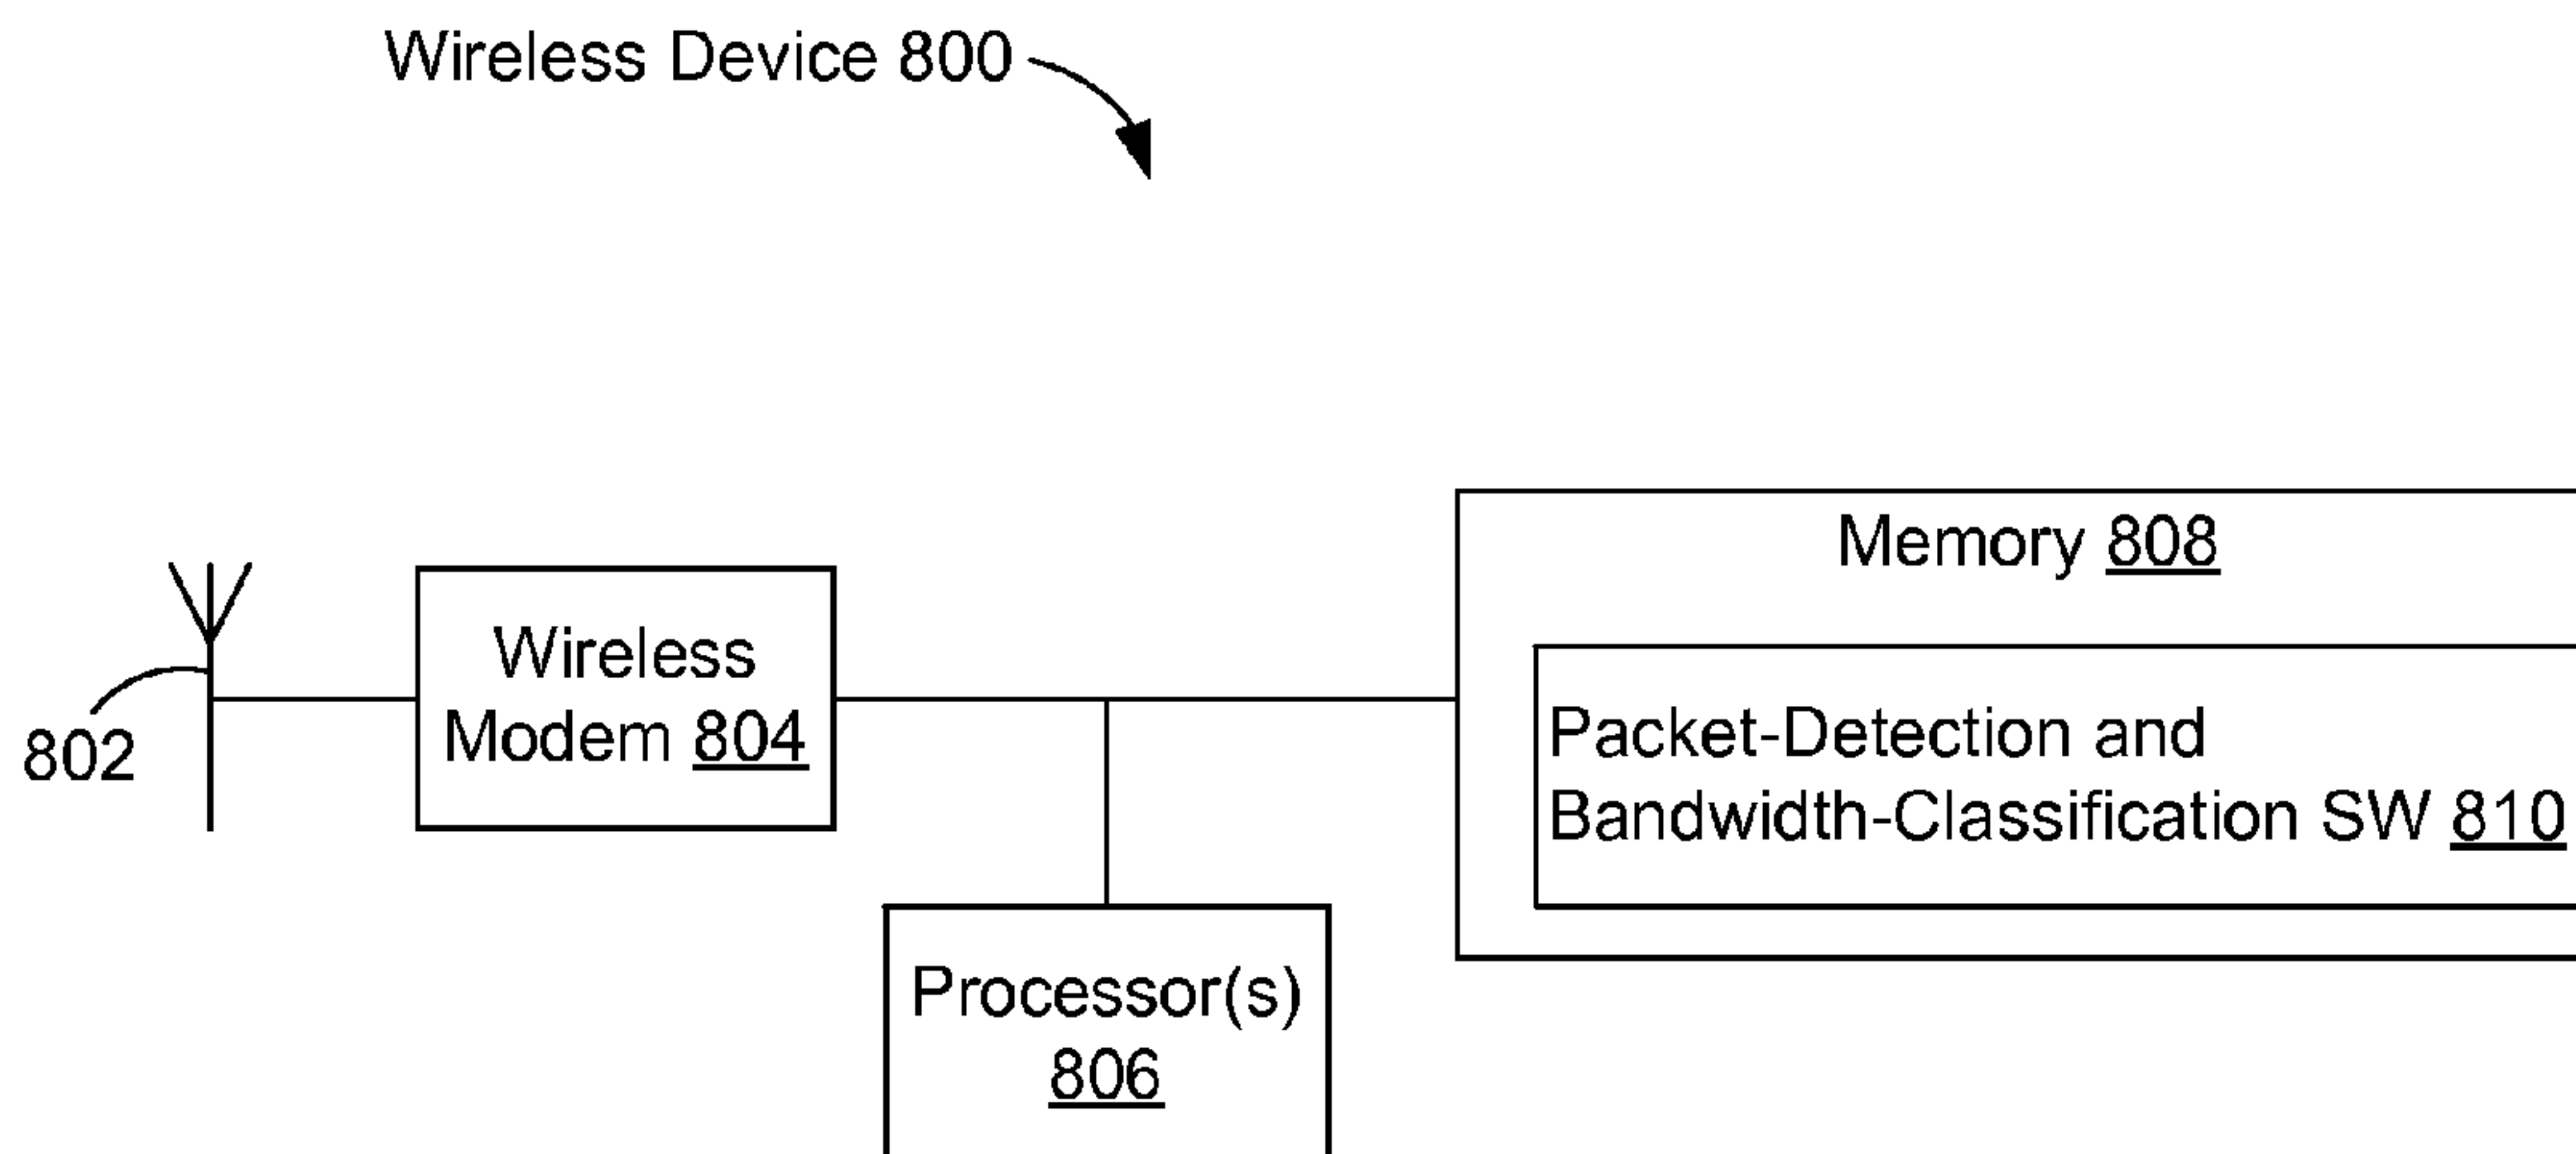 Wireless Device 800
Memory 808
Wireless
Modem 804
802
Packet-Detection and
Bandwidth-Classification SW 810
Processor(s)
806